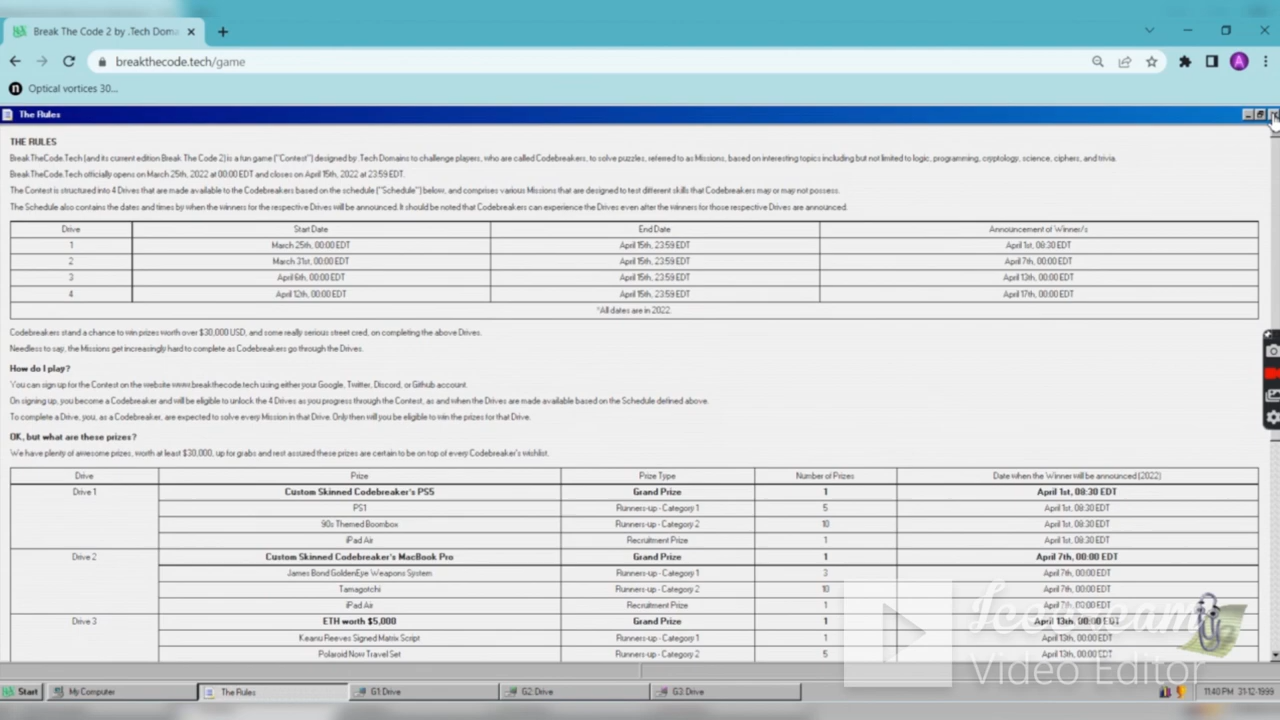 Break The Code 2 by .Tech Doma
breakthecode.tech/game
A
n Optical vortices 30...
The Rules
THE RULES
BreakTheCode.Tech (and its current edition Break The Code 2) is a fun game ("Contest") designed by .Tech Domains to challenge players, who are called Codebreakers, to solve puzzles, referred to as Missions, based on interesting topics including but not limited to logic, programming, cryptology, science, ciphers, and trivia.
BreakTheCode.Tech officially opens on March 25th, 2022 at 00:00 EDT and closes on April 15th, 2022 at 23:59 EDT.
The Contest is structured into 4 Drives that are made available to the Codebreakers based on the schedule ("Schedule") below, and comprises various Missions that are designed to test different skills that Codebreakers may or may not possess.
The Schedule also contains the dates and times by when the winners for the respective Drives will be announced. It should be noted that Codebreakers can experience the Drives even after the winners for those respective Drives are announced.
Drive Start Date End Date Announcement of Winner/s
1 March 25th, 00:00 EDT April 15th, 23:59 EDT April 1st, 08:30 EDT
2 March 31st, 00:00 EDT April 15th, 23:59 EDT April 7th, 00:00 EDT
3 April 6th, 00:00 EDT April 15th, 23:59 EDT April 13th, 00:00 EDT
4 April 12th, 00:00 EDT April 15th, 23:59 EDT April 17th, 00:00 EDT
*All dates are in 2022.
Codebreakers stand a chance to win prizes worth over $30,000 USD, and some really serious street cred, on completing the above Drives.
Needless to say, the Missions get increasingly hard to complete as Codebreakers go through the Drives.
How do I play?
You can sign up for the Contest on the website www.breakthecode.tech using either your Google, Twitter, Discord, or Github account.
On signing up, you become a Codebreaker and will be eligible to unlock the 4 Drives as you progress through the Contest, as and when the Drives are made available based on the Schedule defined above.
To complete a Drive, you, as a Codebreaker, are expected to solve every Mission in that Drive. Only then will you be eligible to win the prizes for that Drive.
OK, but what are these prizes?
We have plenty of awesome prizes, worth at least $30,000, up for grabs and rest assured these prizes are certain to be on top of every Codebreaker's wishlist.
Drive Prize Prize Type Number of Prizes Date when the Winner will be announced (2022)
Drive 1 Custom Skinned Codebreaker's PS5 Grand Prize 1 April 1st, 08:30 EDT
PS1 Runners-up - Category 1 5 April 1st, 08:30 EDT
90s Themed Boombox Runners-up - Category 2 10 April 1st, 08:30 EDT
iPad Air Recruitment Prize 1 April 1st, 08:30 EDT
Drive 2 Custom Skinned Codebreaker's MacBook Pro Grand Prize 1 April 7th, 00:00 EDT
James Bond GoldenEye Weapons System Runners-up - Category 1 3 April 7th, 00:00 EDT
Tamagotchi Runners-up - Category 2 10 April 7th, 00:00 EDT
iPad Air Recruitment Prize 1 April 7th, 00:00 EDT
Drive 3 ETH worth $5,000 Grand Prize 1 April 13th, 00:00 EDT
Keanu Reeves Signed Matrix Script Runners-up - Category 1 1 April 13th, 00:00 EDT
Polaroid Now Travel Set Runners-up - Category 2 5 April 13th, 00:00 EDT
Icecream
Video Editor
Start My Computer The Rules G1:Drive G2:Drive G3:Drive 11:40 PM 31-12-1999